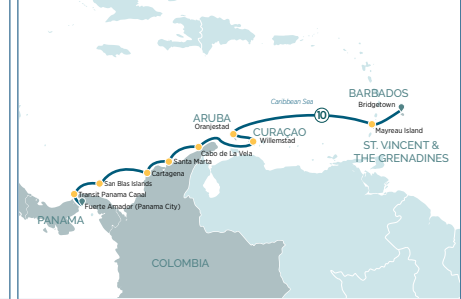 BARBADOS
Bridgetown
Caribbean Sea
10
ARUBA
Oranjestad
CURAÇAO
Willemstad
Mayreau Island
ST. VINCENT &
THE GRENADINES
Cabo de La Vela
Santa Marta
Cartagena
San Blas Islands
Transit Panama Canal
Fuerte Amador (Panama City)
PANAMA
COLOMBIA